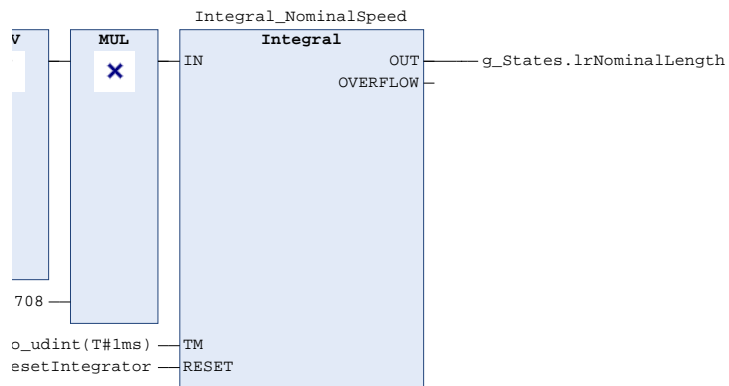 Integral_NominalSpeed
V MUL Integral
IN OUT g_States.lrNominalLength
OVERFLOW
708
o_udint(T#1ms) TM
esetIntegrator RESET